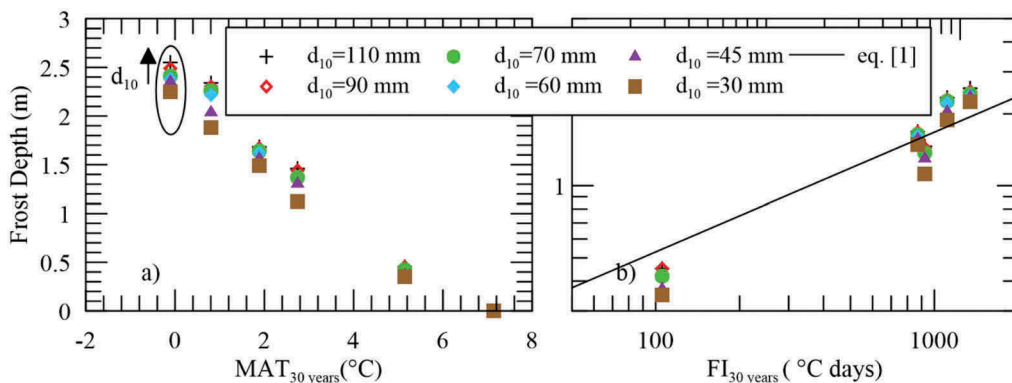 3
2.5
2
1.5
1
0.5
0
Frost Depth (m)
d10
a)
-2 0 2 4 6 8
MAT30 years(°C)
d10=110 mm d10=70 mm d10=45 mm eq. [1]
d10=90 mm d10=60 mm d10=30 mm
1
b)
100 1000
FI30 years ( °C days)